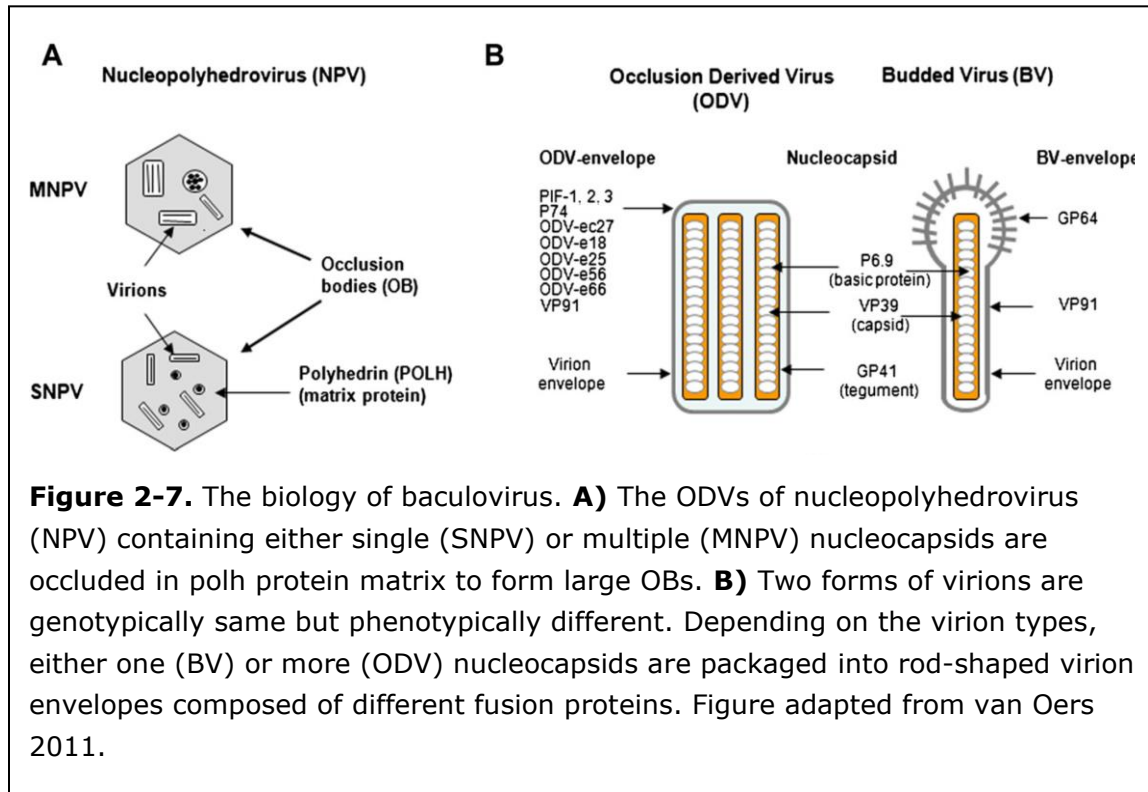 A
Nucleopolyhedrovirus (NPV)
MNPV
Virions
Occlusion
bodies (OB)
SNPV
Polyhedrin (POLH)
(matrix protein)
B
Occlusion Derived Virus
(ODV)
Budded Virus (BV)
ODV-envelope
Nucleocapsid
BV-envelope
PIF-1, 2, 3
P74
ODV-ec27
ODV-e18
ODV-e25
ODV-e56
ODV-e66
VP91
Virion
envelope
P6.9
(basic protein)
VP39
(capsid)
GP41
(tegument)
GP64
VP91
Virion
envelope
Figure 2-7. The biology of baculovirus. A) The ODVs of nucleopolyhedrovirus
(NPV) containing either single (SNPV) or multiple (MNPV) nucleocapsids are
occluded in polh protein matrix to form large OBs. B) Two forms of virions are
genotypically same but phenotypically different. Depending on the virion types,
either one (BV) or more (ODV) nucleocapsids are packaged into rod-shaped virion
envelopes composed of different fusion proteins. Figure adapted from van Oers
2011.